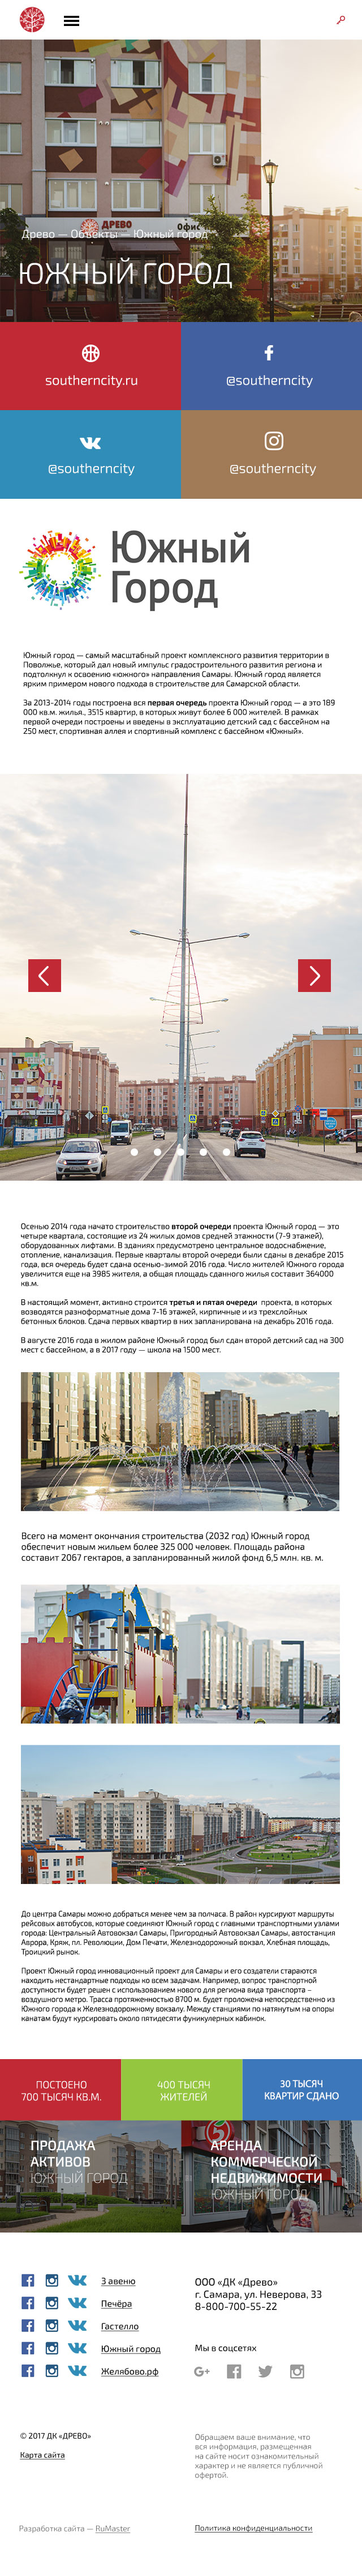 ДРЕВО
Офис
Древо — Объекты — Южный город
ЮЖНЫЙ ГОРОД
southerncity.ru
@southerncity
@southerncity
@southerncity
Южный
Город
Южный город — самый масштабный проект комплексного развития территории в
Поволжье, который дал новый импульс градостроительного развития региона и
подтолкнул к освоению «южного» направления Самары. Южный город является
ярким примером нового подхода в строительстве для Самарской области.
За 2013-2014 годы построена вся первая очередь проекта Южный город — а это 189
000 кв.м. жилья., 3515 квартир, в которых живут более 6 000 жителей. В рамках
первой очереди построены и введены в эксплуатацию детский сад с бассейном на
250 мест, спортивная аллея и спортивный комплекс с бассейном «Южный».
Осенью 2014 года начато строительство второй очереди проекта Южный город — это
четыре квартала, состоящие из 24 жилых домов средней этажности (7-9 этажей),
оборудованных лифтами. В зданиях предусмотрено центральное водоснабжение,
отопление, канализация. Первые кварталы второй очереди были сданы в декабре 2015
года, вся очередь будет сдана осенью-зимой 2016 года. Число жителей Южного города
увеличится еще на 3985 жителя, а общая площадь сданного жилья составит 364000
кв.м.
В настоящий момент, активно строится третья и пятая очереди проекта, в которых
возводятся разноформатные дома 7-16 этажей, кирпичные и из трехслойных
бетонных блоков. Сдача первых квартир в них запланирована на декабрь 2016 года.
В августе 2016 года в жилом районе Южный город был сдан второй детский сад на 300
мест с бассейном, а в 2017 году — школа на 1500 мест.
Всего на момент окончания строительства (2032 год) Южный город
обеспечит новым жильем более 325 000 человек. Площадь района
составит 2067 гектаров, а запланированный жилой фонд 6,5 млн. кв. м.
До центра Самары можно добраться менее чем за полчаса. В район курсируют маршруты
рейсовых автобусов, которые соединяют Южный город с главными транспортными узлами
города: Центральный Автовокзал Самары, Пригородный Автовокзал Самары, автостанция
Аврора, Кряж, пл. Революции, Дом Печати, Железнодорожный вокзал, Хлебная площадь,
Троицкий рынок.
Проект Южный город инновационный проект для Самары и его создатели стараются
находить нестандартные подходы ко всем задачам. Например, вопрос транспортной
доступности будет решен с использованием нового для региона вида транспорта –
воздушного метро. Трасса протяженностью 8700 м. будет проложена непосредственно из
Южного города к Железнодорожному вокзалу. Между станциями по натянутым на опоры
канатам будут курсировать около пятидесяти фуникулерных кабинок.
ПОСТОЕНО
700 ТЫСЯЧ КВ.М.
400 ТЫСЯЧ
ЖИТЕЛЕЙ
30 ТЫСЯЧ
КВАРТИР СДАНО
ПРОДАЖА
АКТИВОВ
ЮЖНЫЙ ГОРОД
АРЕНДА
КОММЕРЧЕСКОЙ
НЕДВИЖИМОСТИ
ЮЖНЫЙ ГОРОД
3 авеню
Печёра
Гастелло
Южный город
Желябово.рф
ООО «ДК «Древо»
г. Самара, ул. Неверова, 33
8-800-700-55-22
Мы в соцсетях
© 2017 ДК «ДРЕВО»
Карта сайта
Обращаем ваше внимание, что
вся информация, размещенная
на сайте носит ознакомительный
характер и не является публичной
офертой.
Разработка сайта — RuMaster
Политика конфиденциальности